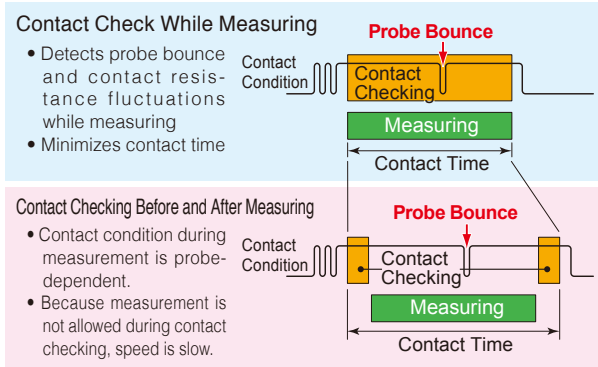 Contact Check While Measuring
• Detects probe bounce
and contact resis-
tance fluctuations
while measuring
• Minimizes contact time
Probe Bounce
Contact
Condition
Contact
Checking
Measuring
Contact Time
Contact Checking Before and After Measuring
• Contact condition during
measurement is probe-
dependent.
• Because measurement is
not allowed during contact
checking, speed is slow.
Probe Bounce
Contact
Condition
Contact
Checking
Measuring
Contact Time